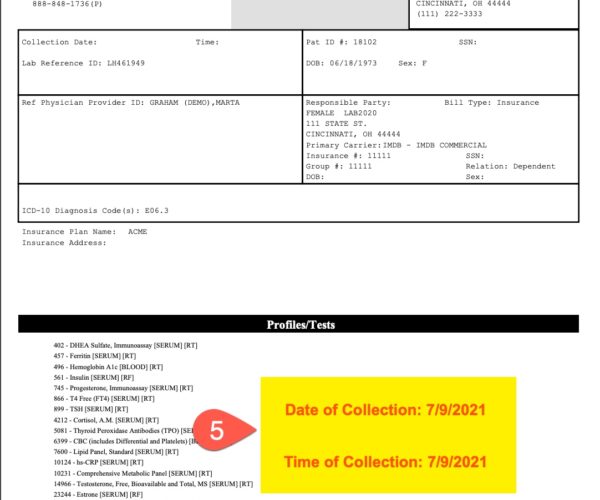 888-848-1736(P)
CINCINNATI, OH 44444
(111) 222-3333
Collection Date: Time:
Lab Reference ID: LH461949
Pat ID #: 18102 SSN:
DOB: 06/18/1973 Sex: F
Ref Physician Provider ID: GRAHAM (DEMO),MARTA
Responsible Party: Bill Type: Insurance
FEMALE LAB2020
111 STATE ST.
CINCINNATI, OH 44444
Primary Carrier:IMDB - IMDB COMMERCIAL
Insurance #: 11111 SSN:
Group #: 11111 Relation: Dependent
DOB: Sex:
ICD-10 Diagnosis Code(s): E06.3
Insurance Plan Name: ACME
Insurance Address:
Profiles/Tests
402 - DHEA Sulfate, Immunoassay [SERUM] [RT]
457 - Ferritin [SERUM] [RT]
496 - Hemoglobin A1c [BLOOD] [RT]
561 - Insulin [SERUM] [RF]
745 - Progesterone, Immunoassay [SERUM] [RT]
866 - T4 Free (FT4) [SERUM] [RT]
899 - TSH [SERUM] [RT]
4212 - Cortisol, A.M. [SERUM] [RT]
5081 - Thyroid Peroxidase Antibodies (TPO)
6399 - CBC (includes Differential and Platelets)
7600 - Lipid Panel, Standard [SERUM] [RT]
10124 - hs-CRP [SERUM] [RT]
10231 - Comprehensive Metabolic Panel [SERUM] [RT]
14966 - Testosterone, Free, Bioavailable and Total, MS [SERUM] [RT]
23244 - Estrone [SERUM] [RF]
5
Date of Collection: 7/9/2021
Time of Collection: 7/9/2021